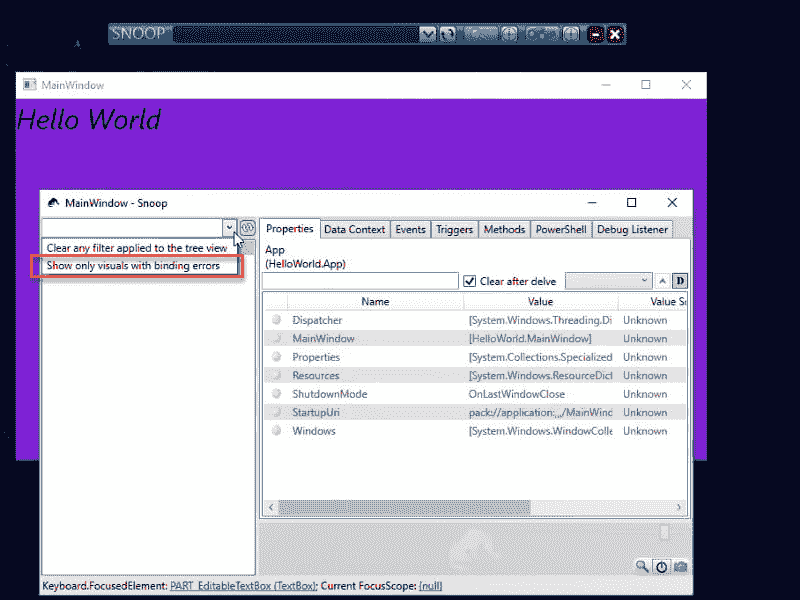 SNOOP
MainWindow
Hello World
MainWindow - Snoop
Clear any filter applied to the tree view
Show only visuals with binding errors
Properties Data Context Events Triggers Methods PowerShell Debug Listener
App
(HelloWorld.App)
Clear after delve D
Name Value Value
Dispatcher [System.Windows.Threading.Di Unknown
MainWindow [HelloWorld.MainWindow] Unknown
Properties [System.Collections.Specialized Unknown
Resources [System.Windows.ResourceDict Unknown
ShutdownMode OnLastWindowClose Unknown
StartupUri pack://application:,,,/MainWind Unknown
Windows [System.Windows.WindowColle Unknown
Keyboard.FocusedElement: PART_EditableTextBox (TextBox); Current FocusScope: (null)